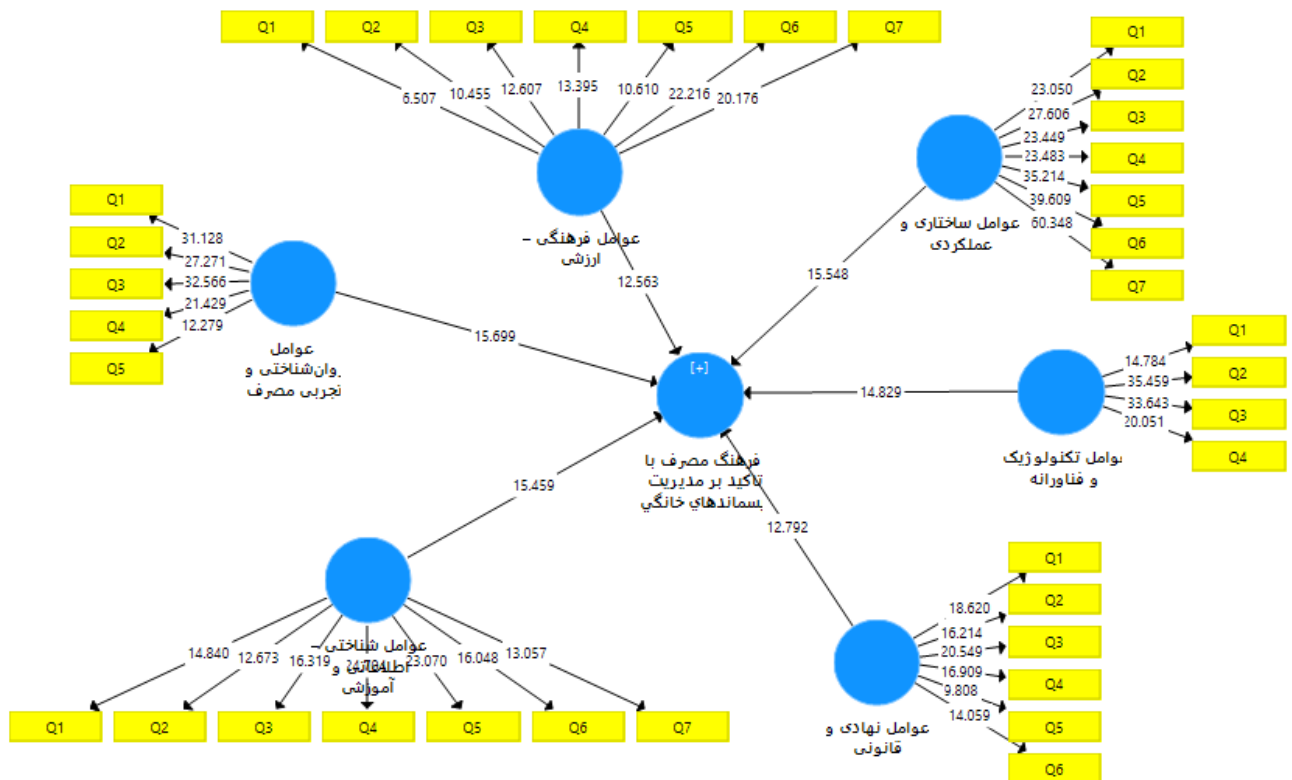 Q1
Q2
Q3
Q4
Q5
Q6
Q7
6.507
10.455
12.607
13.395
10.610
22.216
20.176
عوامل فرهنگی –
ارزشی
12.563
Q1
Q2
Q3
Q4
Q5
Q6
Q7
23.050
27.606
23.449
23.483
35.214
39.609
60.348
عوامل ساختاری و
عملکردی
15.548
Q1
Q2
Q3
Q4
Q5
31.128
27.271
32.566
21.429
12.279
عوامل
روان‌شناختی و
تجربی مصرف
15.699
[+]
فرهنگ مصرف با
تاکید بر مدیریت
پسماندهاي خانگي
Q1
Q2
Q3
Q4
14.784
35.459
33.643
20.051
عوامل تکنولوژیک
و فناورانه
14.829
15.459
عوامل شناختی –
اطلاعاتی و
آموزشی
14.840
12.673
16.319
23.070
16.048
13.057
Q1
Q2
Q3
Q4
Q5
Q6
Q7
12.792
Q1
Q2
Q3
Q4
Q5
Q6
18.620
16.214
20.549
16.909
9.808
14.059
عوامل نهادی و
قانونی